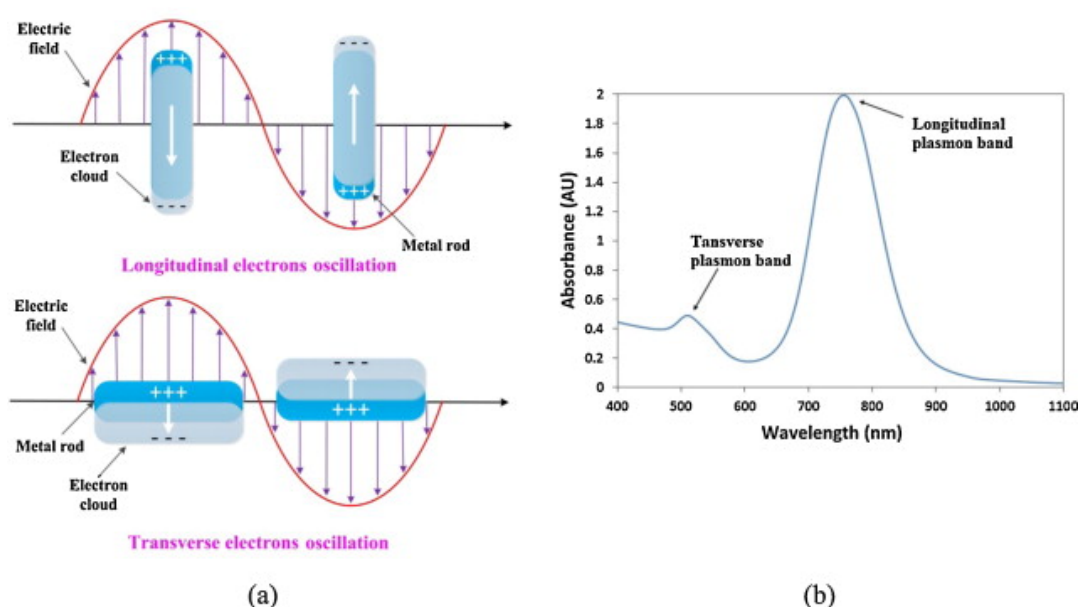 Electric
field
+++
- - -
Electron
cloud
- - -
+++
Metal rod
Longitudinal electrons oscillation
Electric
field
+++
- - -
Metal rod
Electron
cloud
- - -
+++
Transverse electrons oscillation
(a)
Absorbance (AU)
2
1.8
1.6
1.4
1.2
1
0.8
0.6
0.4
0.2
0
Longitudinal
plasmon band
Tansverse
plasmon band
400 500 600 700 800 900 1000 1100
Wavelength (nm)
(b)